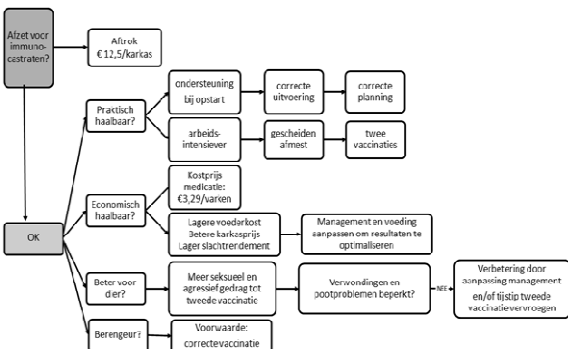 Afzet voor
immuno-
castraten?
Aftrok
€ 12,5/karkas
Praktisch
haalbaar?
ondersteuning
bij opstart
correcte
uitvoering
correcte
planning
arbeids-
intensiever
gescheiden
afmest
twee
vaccinaties
Economisch
haalbaar?
Kostprijs
medicatie:
€3,29/varken
Lagere voederkost
Betere karkasprijs
Lager slachtrendement
Management en voeding
aanpassen om resultaten te
optimaliseren
OK
Beter voor
dier?
Meer seksueel en
agressief gedrag tot
tweede vaccinatie
Verwondingen en
pootproblemen beperkt?
NEE
Verbetering door
aanpassing management
en/of tijstip tweede
vaccinatie vervroegen
Berengeur?
Voorwaarde:
correcte vaccinatie